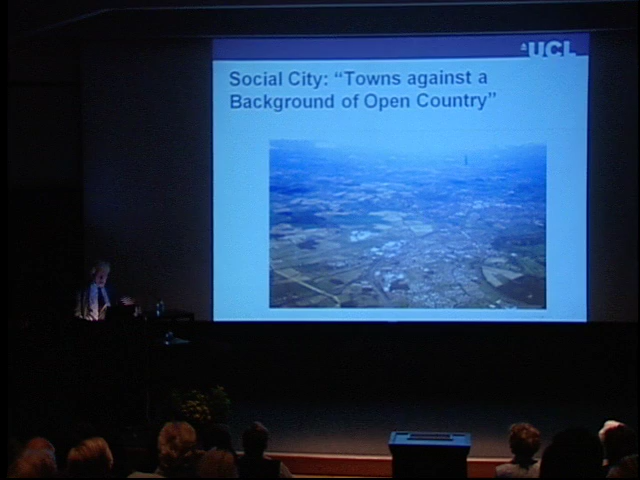 UCL
Social City: “Towns against a
Background of Open Country”